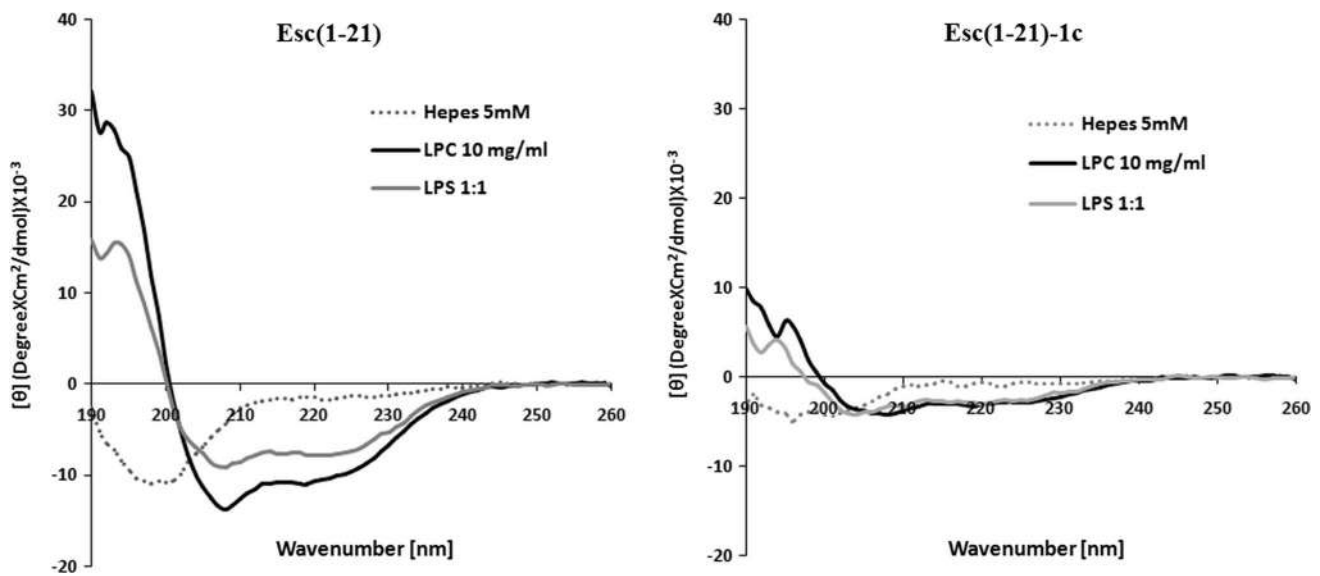 Esc(1-21)
[θ] (DegreeXCm²/dmol)X10⁻³
40
30
20
10
0
-10
-20
190 200 210 220 230 240 250 260
Hepes 5mM
LPC 10 mg/ml
LPS 1:1
Wavenumber [nm]
Esc(1-21)-1c
[θ] (DegreeXCm²/dmol)X10⁻³
40
30
20
10
0
-10
-20
190 200 210 220 230 240 250 260
Hepes 5mM
LPC 10 mg/ml
LPS 1:1
Wavenumber [nm]